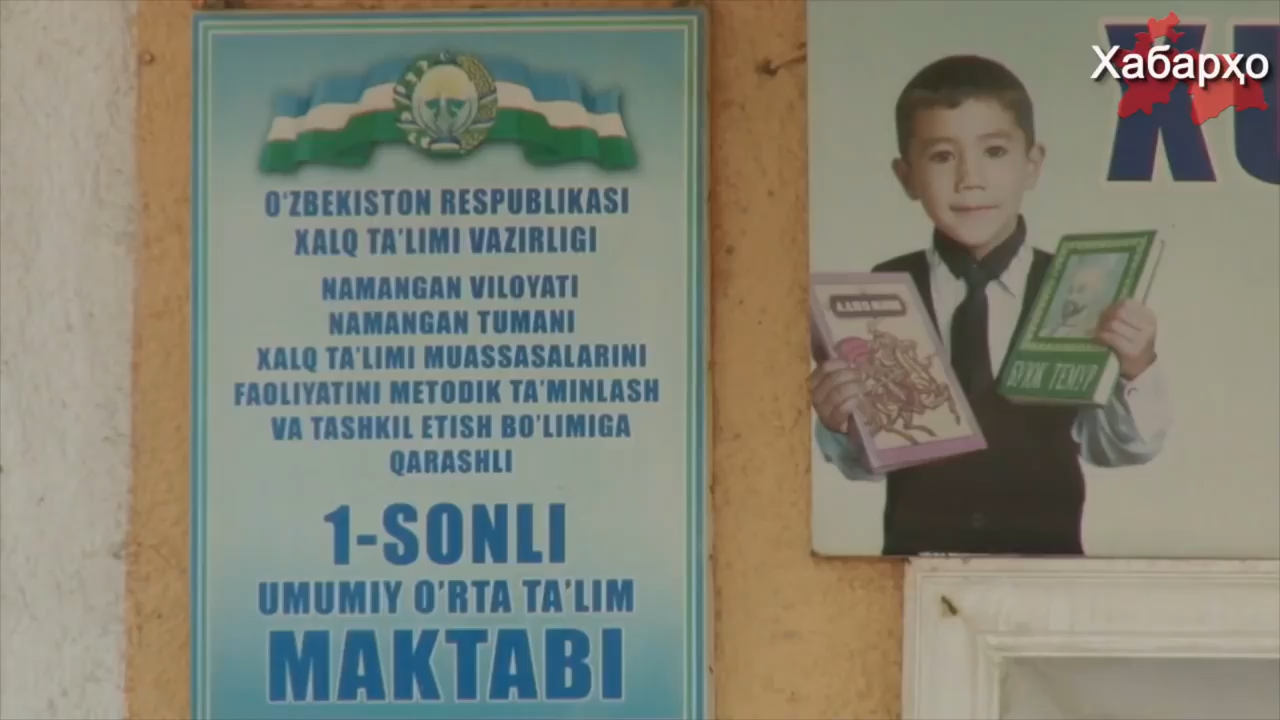 O'ZBEKISTON RESPUBLIKASI
XALQ TA'LIMI VAZIRLIGI
NAMANGAN VILOYATI
NAMANGAN TUMANI
XALQ TA'LIMI MUASSASALARINI
FAOLIYATINI METODIK TA'MINLASH
VA TASHKIL ETISH BO'LIMIGA
QARASHLI
1-SONLI
UMUMIY O'RTA TA'LIM
MAKTABI
Хабарҳо
XU
БУЮК ТЕМУР